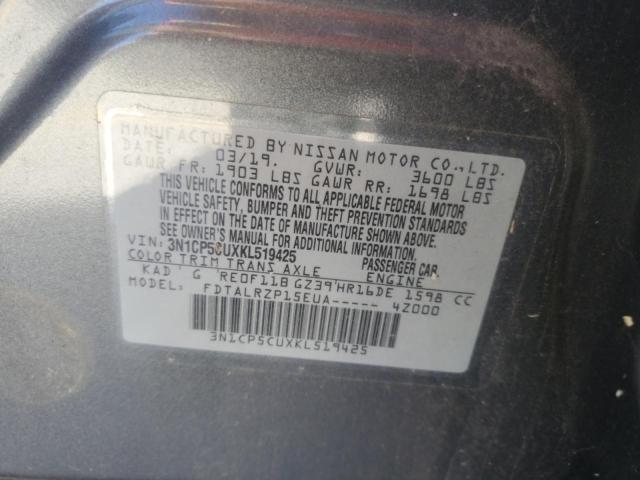 MANUFACTURED BY NISSAN MOTOR CO., LTD.
DATE: 03/19. GVWR: 3600 LBS
GAWR FR: 1903 LBS GAWR RR: 1698 LBS
THIS VEHICLE CONFORMS TO ALL APPLICABLE FEDERAL MOTOR
VEHICLE SAFETY, BUMPER AND THEFT PREVENTION STANDARDS
IN EFFECT ON THE DATE OF MANUFACTURE SHOWN ABOVE.
SEE OWNER'S MANUAL FOR ADDITIONAL INFORMATION
VIN: 3N1CP5CUXKL519425 PASSENGER CAR.
COLOR TRIM TRANS AXLE ENGINE
KAD G RE0F11B GZ39 HR16DE 1598 CC
MODEL: FDTALRZP15EUA----- 4Z000
3N1CP5CUXKL519425